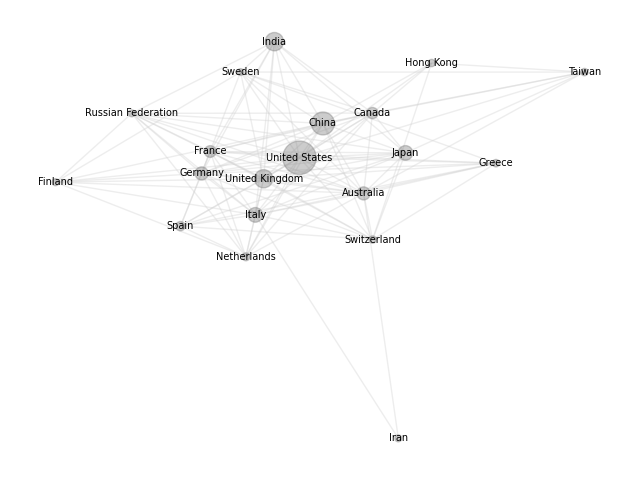 India
Hong Kong
Sweden
Taiwan
Russian Federation
Canada
China
France
Japan
United States
Greece
Germany
United Kingdom
Finland
Australia
Italy
Spain
Switzerland
Netherlands
Iran